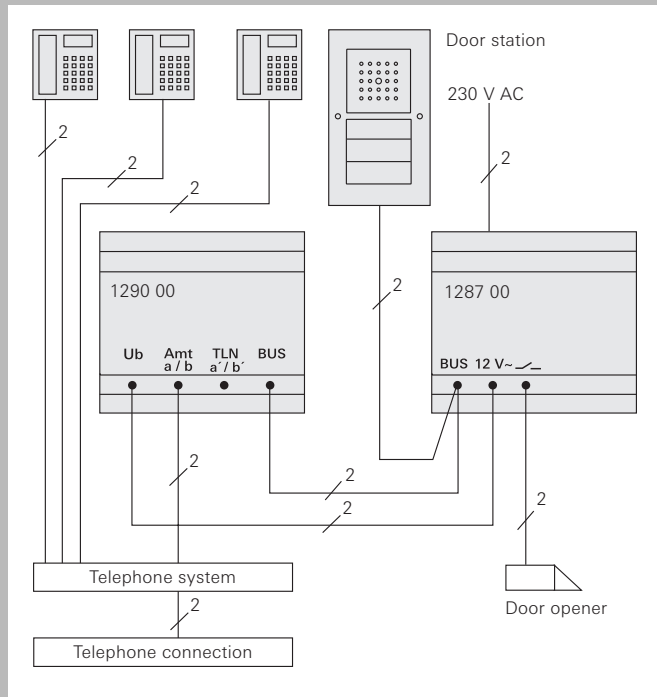 Door station
230 V AC
2
2
2
2
2
1290 00
1287 00
Ub Amt TLN BUS
a / b a´/ b´
BUS 12 V~
2
2
2
2
Telephone system
2
Door opener
Telephone connection